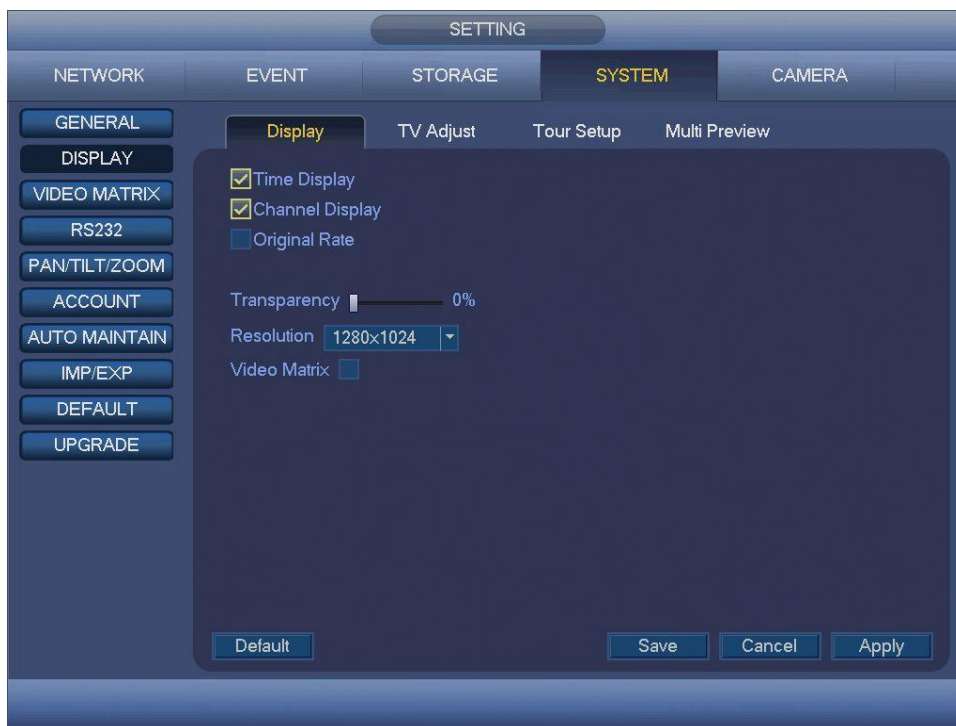 SETTING
NETWORK EVENT STORAGE SYSTEM CAMERA
GENERAL
DISPLAY
VIDEO MATRIX
RS232
PAN/TILT/ZOOM
ACCOUNT
AUTO MAINTAIN
IMP/EXP
DEFAULT
UPGRADE
Display TV Adjust Tour Setup Multi Preview
Time Display
Channel Display
Original Rate
Transparency 0%
Resolution 1280x1024
Video Matrix
Default Save Cancel Apply